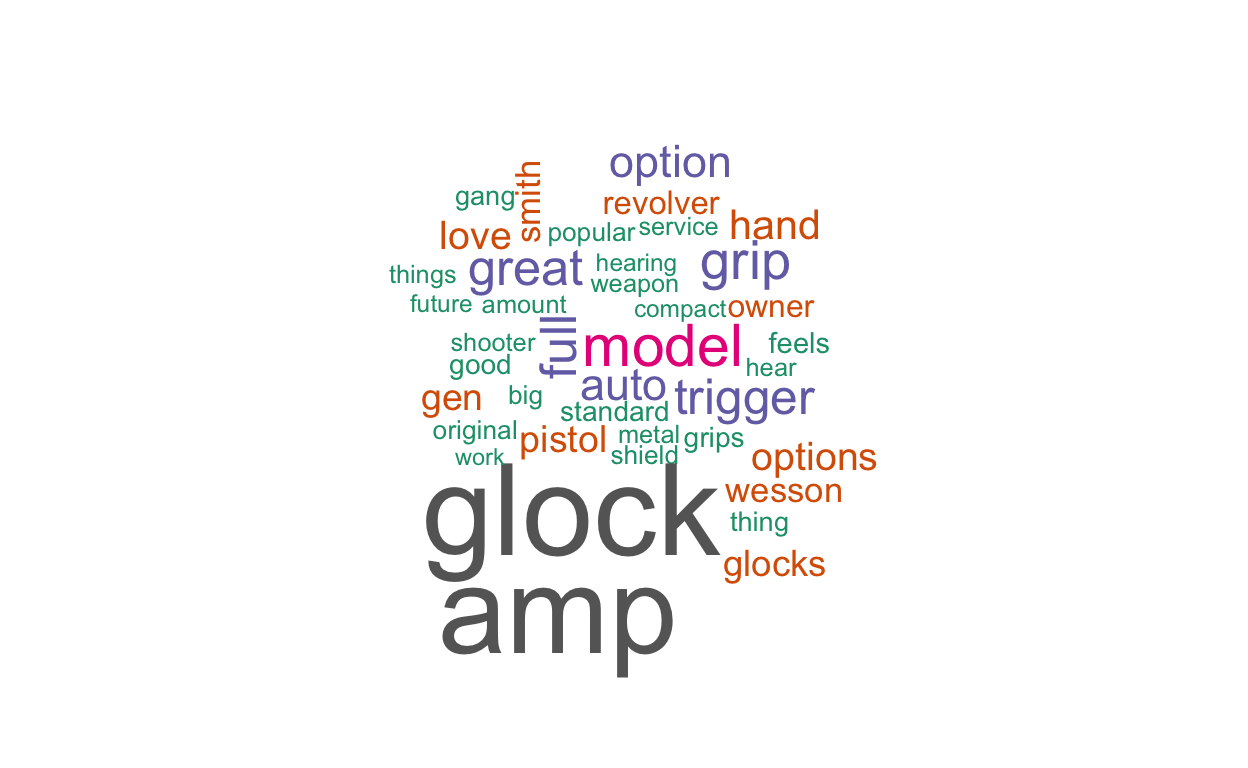 option
smith
gang
revolver
hand
love
popular
service
great
grip
hearing
things
weapon
future
amount
compact
owner
full
model
shooter
feels
good
hear
auto
trigger
gen
big
standard
original
pistol
metal
grips
work
shield
options
glock
wesson
thing
glocks
amp